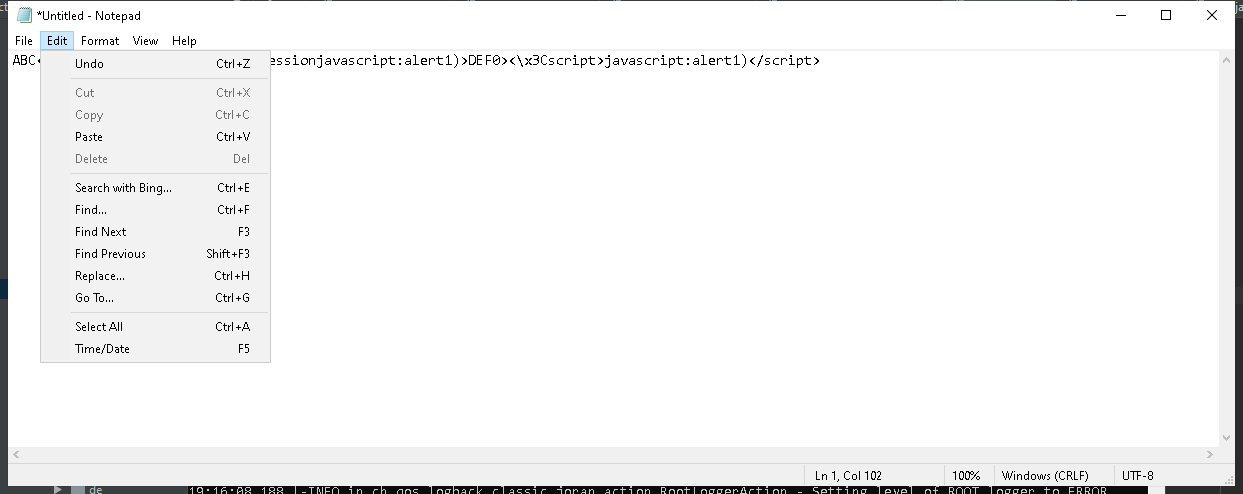 *Untitled - Notepad
File Edit Format View Help
ABC essionjavascript:alert1)>DEF0><\x3Cscript>javascript:alert1)</script>
Undo Ctrl+Z
Cut Ctrl+X
Copy Ctrl+C
Paste Ctrl+V
Delete Del
Search with Bing... Ctrl+E
Find... Ctrl+F
Find Next F3
Find Previous Shift+F3
Replace... Ctrl+H
Go To... Ctrl+G
Select All Ctrl+A
Time/Date F5
Ln 1, Col 102 100% Windows (CRLF) UTF-8
de 19:16:08,188 |-INFO in ch.qos.logback.classic.joran.action.RootLoggerAction - Setting level of ROOT logger to ERROR